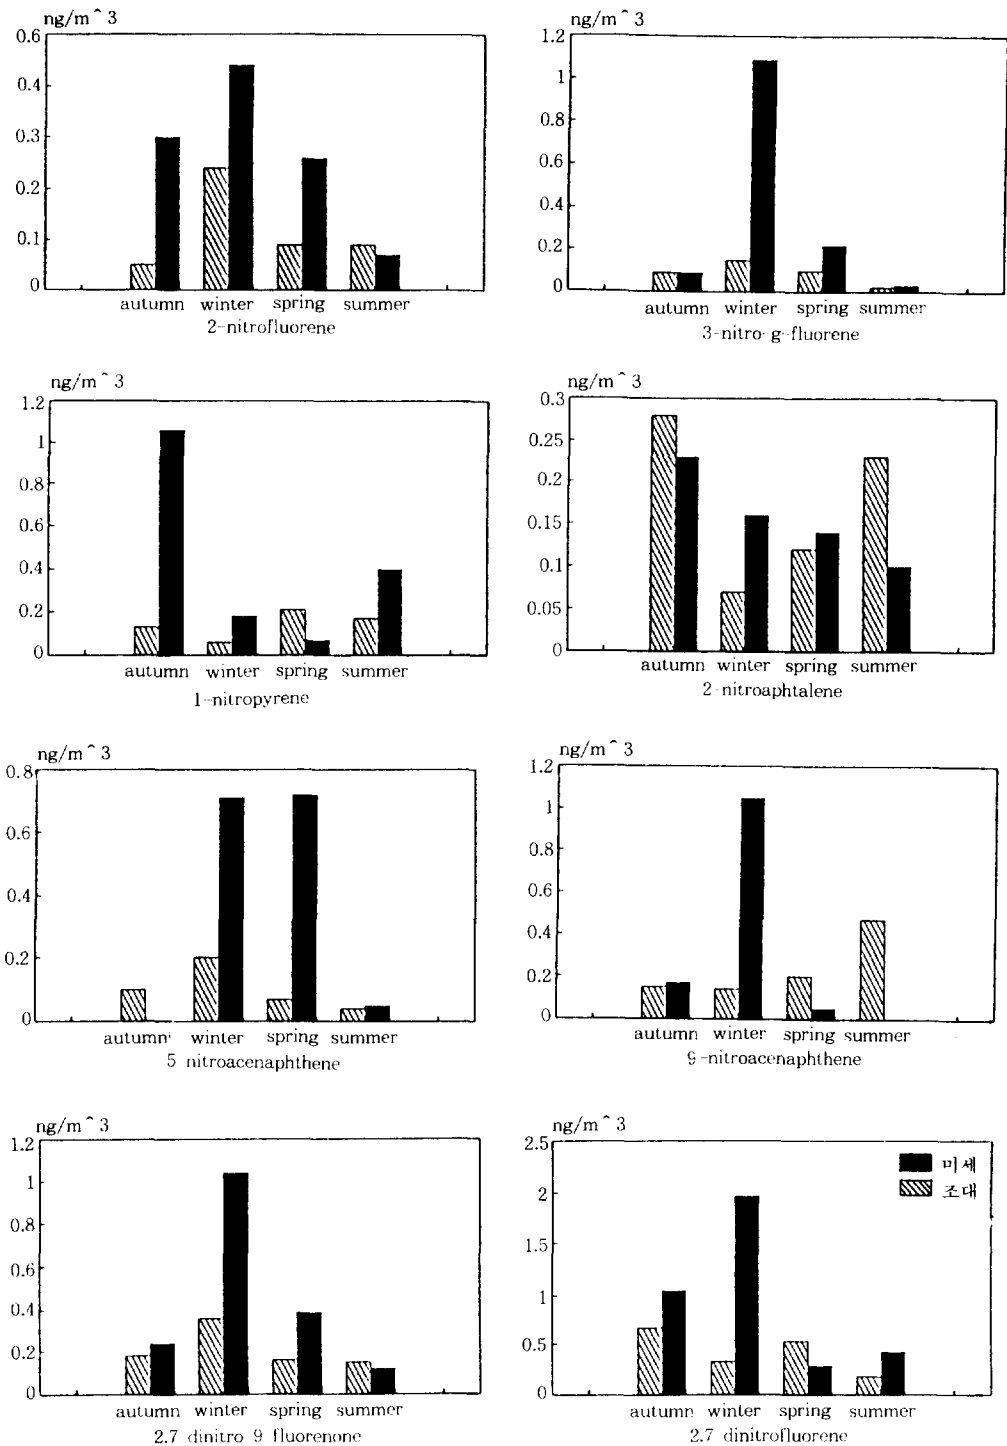 ng/m^3
0.6
0.4
0.3
0.2
0.1
0
autumn winter spring summer
2-nitrofluorene
ng/m^3
1.2
1
0.8
0.6
0.4
0.2
0
autumn winter spring summer
3-nitro-g-fluorene
ng/m^3
1.2
1
0.8
0.6
0.4
0.2
0
autumn winter spring summer
1-nitropyrene
ng/m^3
0.3
0.25
0.2
0.15
0.1
0.05
0
autumn winter spring summer
2-nitroaphtalene
ng/m^3
0.8
0.6
0.4
0.2
0
autumn winter spring summer
5 nitroacenaphthene
ng/m^3
1.2
1
0.8
0.6
0.4
0.2
0
autumn winter spring summer
9-nitroacenaphthene
ng/m^3
1.2
1
0.8
0.6
0.4
0.2
0
autumn winter spring summer
2.7 dinitro 9 fluorenone
ng/m^3
2.5
2
1.5
1
0.5
0
미세
조대
autumn winter spring summer
2.7 dinitrofluorene